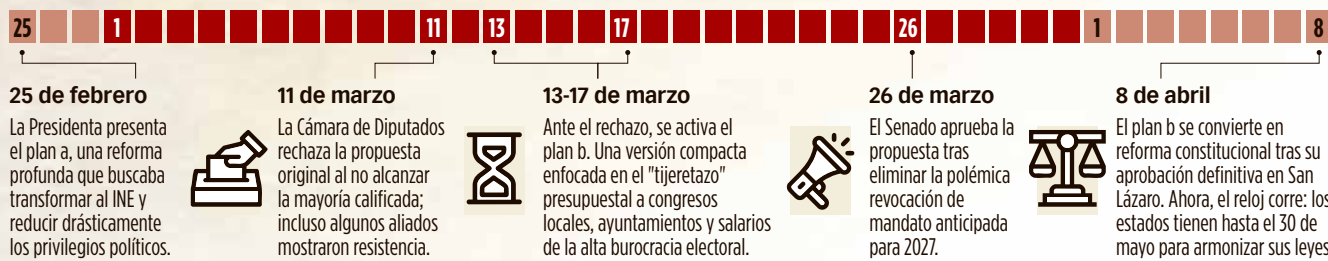 25 1 11 13 17 26 1 8
25 de febrero
La Presidenta presenta
el plan a, una reforma
profunda que buscaba
transformar al INE y
reducir drásticamente
los privilegios políticos.
11 de marzo
La Cámara de Diputados
rechaza la propuesta
original al no alcanzar
la mayoría calificada;
incluso algunos aliados
mostraron resistencia.
13-17 de marzo
Ante el rechazo, se activa el
plan b. Una versión compacta
enfocada en el "tijeretazo"
presupuestal a congresos
locales, ayuntamientos y salarios
de la alta burocracia electoral.
26 de marzo
El Senado aprueba la
propuesta tras
eliminar la polémica
revocación de
mandato anticipada
para 2027.
8 de abril
El plan b se convierte en
reforma constitucional tras su
aprobación definitiva en San
Lázaro. Ahora, el reloj corre: los
estados tienen hasta el 30 de
mayo para armonizar sus leyes